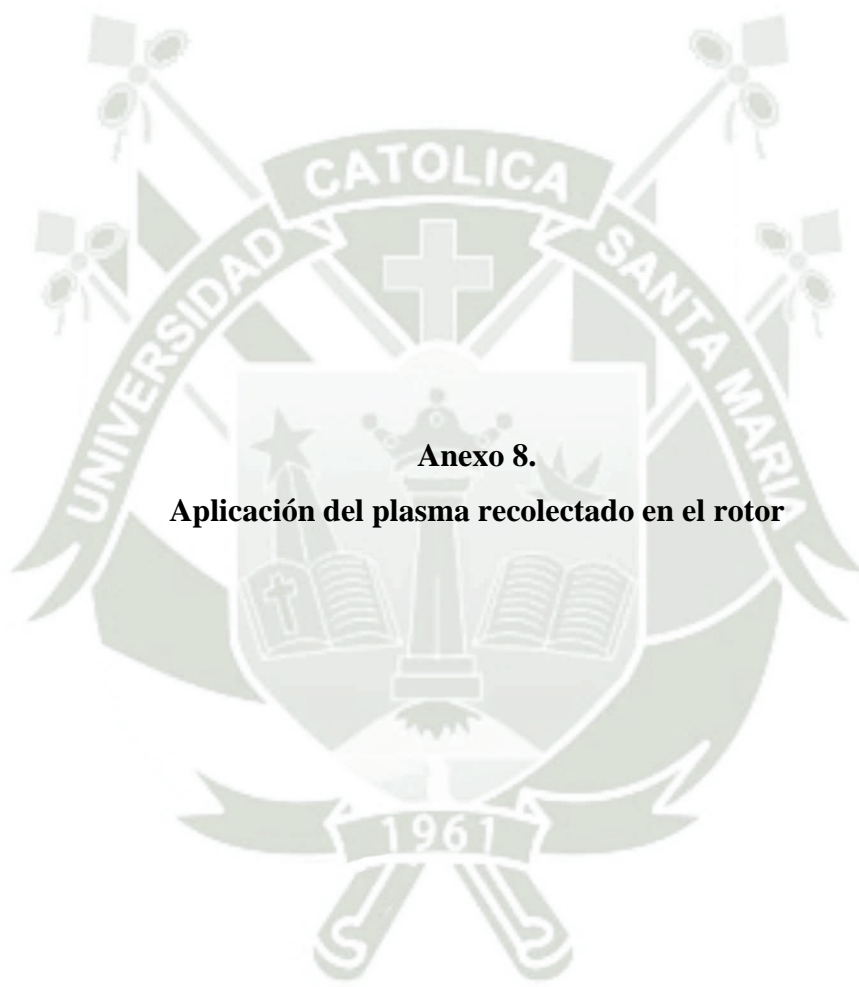 CATOLICA
UNIVERSIDAD
SANTA MARIA
Anexo 8.
Aplicación del plasma recolectado en el rotor
1961